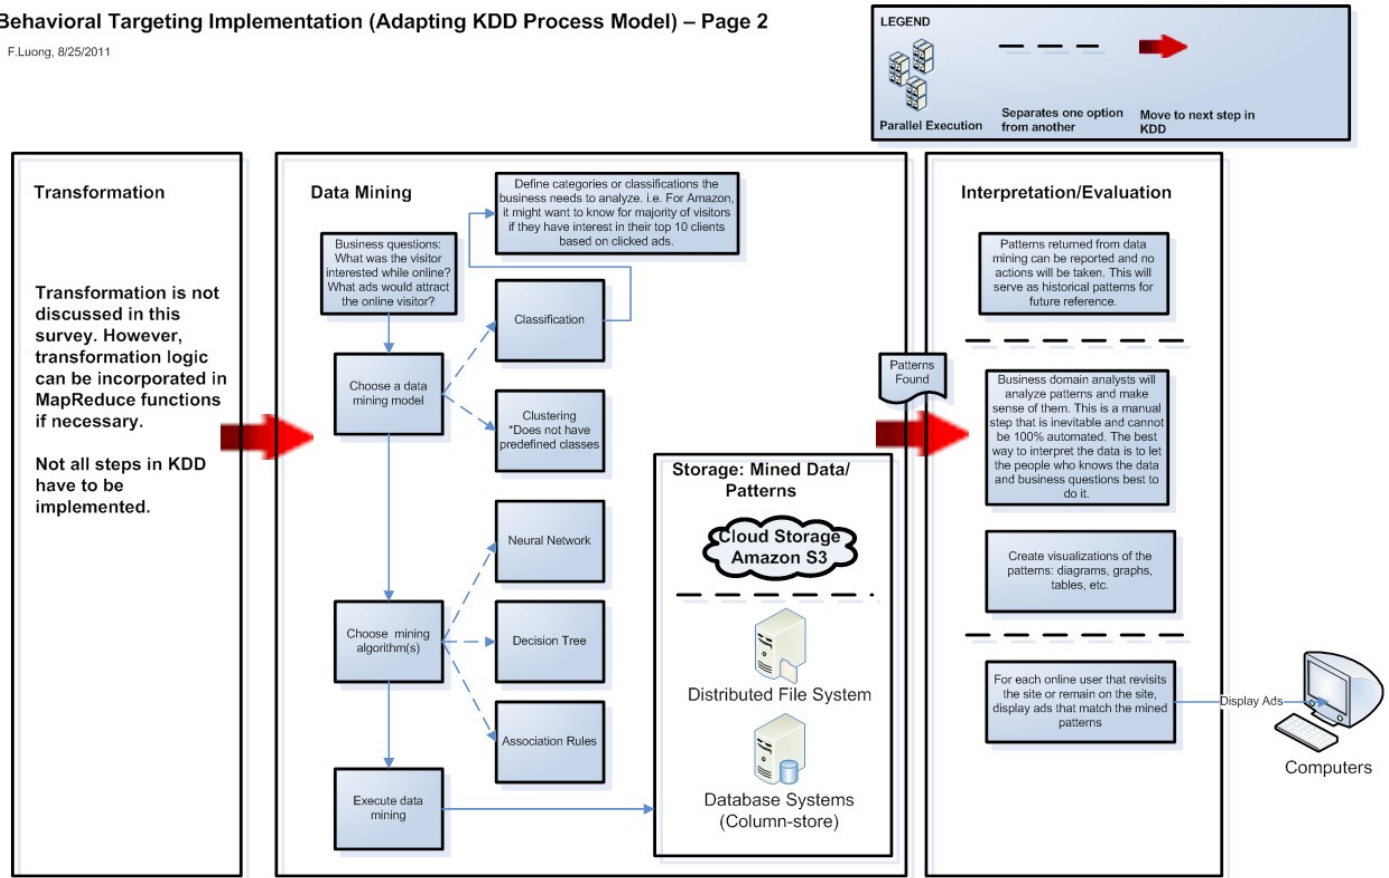 Behavioral Targeting Implementation (Adapting KDD Process Model) – Page 2
F.Luong, 8/25/2011
LEGEND
Parallel Execution
Separates one option
from another
Move to next step in
KDD
Transformation
Transformation is not
discussed in this
survey. However,
transformation logic
can be incorporated in
MapReduce functions
if necessary.
Not all steps in KDD
have to be
implemented.
Data Mining
Define categories or classifications the
business needs to analyze. i.e. For Amazon,
it might want to know for majority of visitors
if they have interest in their top 10 clients
based on clicked ads.
Business questions:
What was the visitor
interested while online?
What ads would attract
the online visitor?
Classification
Choose a data
mining model
Clustering
*Does not have
predefined classes
Neural Network
Choose mining
algorithm(s)
Decision Tree
Association Rules
Execute data
mining
Storage: Mined Data/
Patterns
Cloud Storage
Amazon S3
Distributed File System
Database Systems
(Column-store)
Patterns
Found
Interpretation/Evaluation
Patterns returned from data
mining can be reported and no
actions will be taken. This will
serve as historical patterns for
future reference.
Business domain analysts will
analyze patterns and make
sense of them. This is a manual
step that is inevitable and cannot
be 100% automated. The best
way to interpret the data is to let
the people who knows the data
and business questions best to
do it.
Create visualizations of the
patterns: diagrams, graphs,
tables, etc.
For each online user that revisits
the site or remain on the site,
display ads that match the mined
patterns
Display Ads
Computers